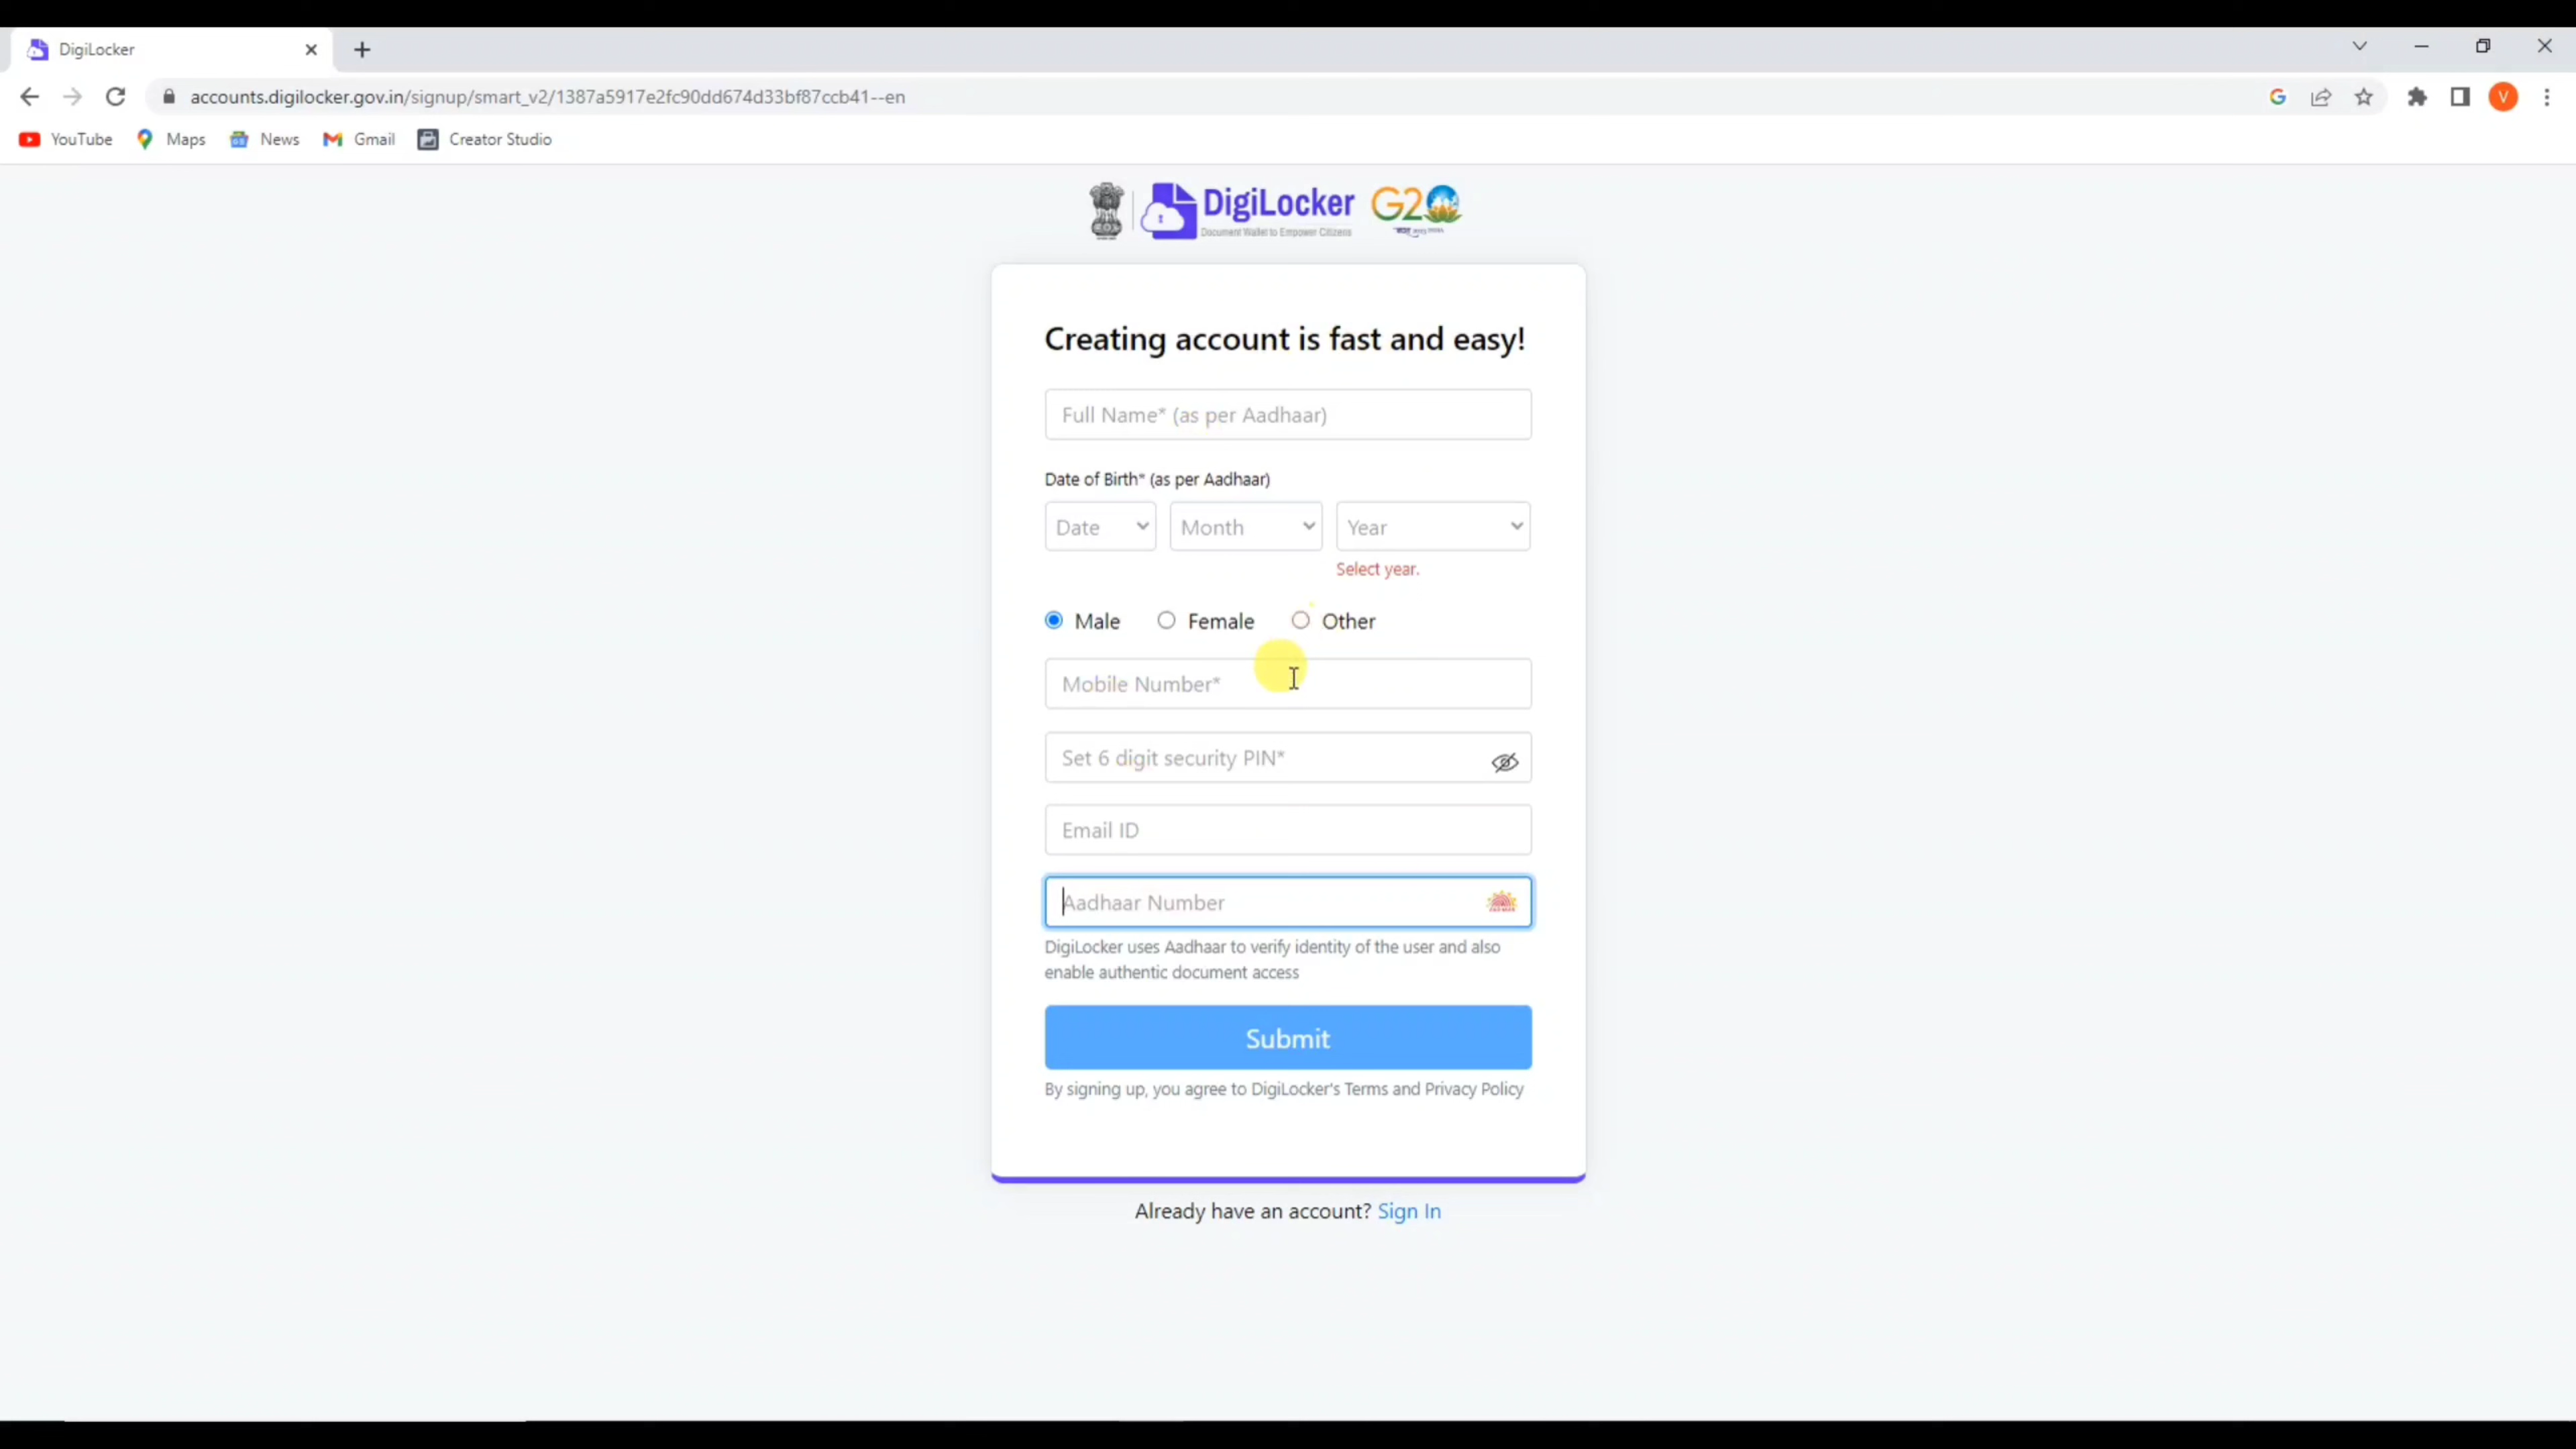 DigiLocker
accounts.digilocker.gov.in/signup/smart_v2/1387a5917e2fc90dd674d33bf87ccb41--en
V
YouTube Maps News Gmail Creator Studio
DigiLocker G20
Document Wallet to Empower Citizens
Creating account is fast and easy!
Full Name* (as per Aadhaar)
Date of Birth* (as per Aadhaar)
Date Month Year
Select year.
Male Female Other
Mobile Number*
Set 6 digit security PIN*
Email ID
Aadhaar Number
DigiLocker uses Aadhaar to verify identity of the user and also
enable authentic document access
Submit
By signing up, you agree to DigiLocker's Terms and Privacy Policy
Already have an account? Sign In